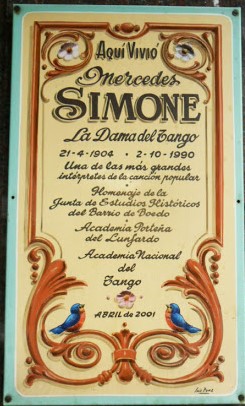 Aquí Vivió
Mercedes
SIMONE
La Dama del Tango
21-4-1904 • 2-10-1990
Una de las más grandes
intérpretes de la canción popular
Homenaje de la
Junta de Estudios Históricos
del Barrio de Boedo
Academia Porteña
del Lunfardo
Academia Nacional
del
Tango
ABRIL de 2001